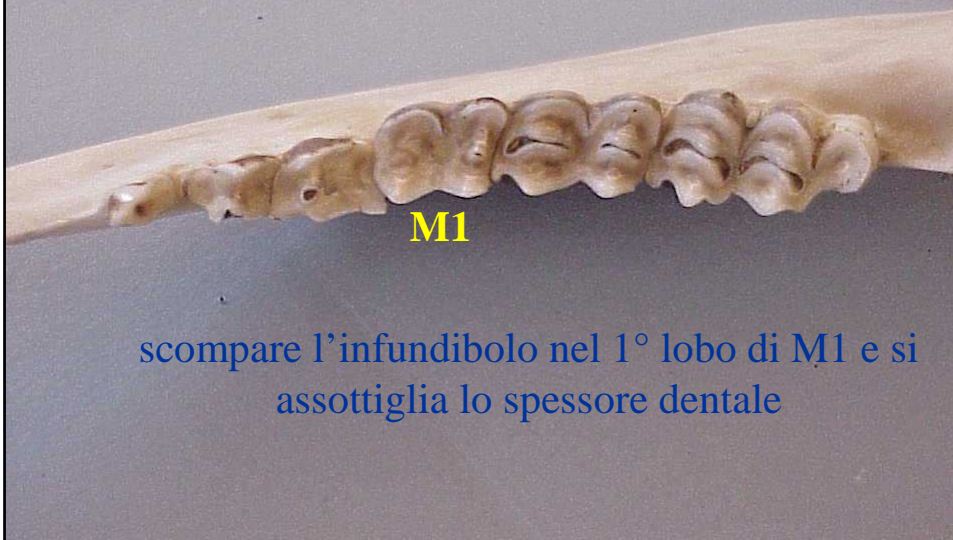 M1
scompare l’infundibolo nel 1° lobo di M1 e si
assottiglia lo spessore dentale